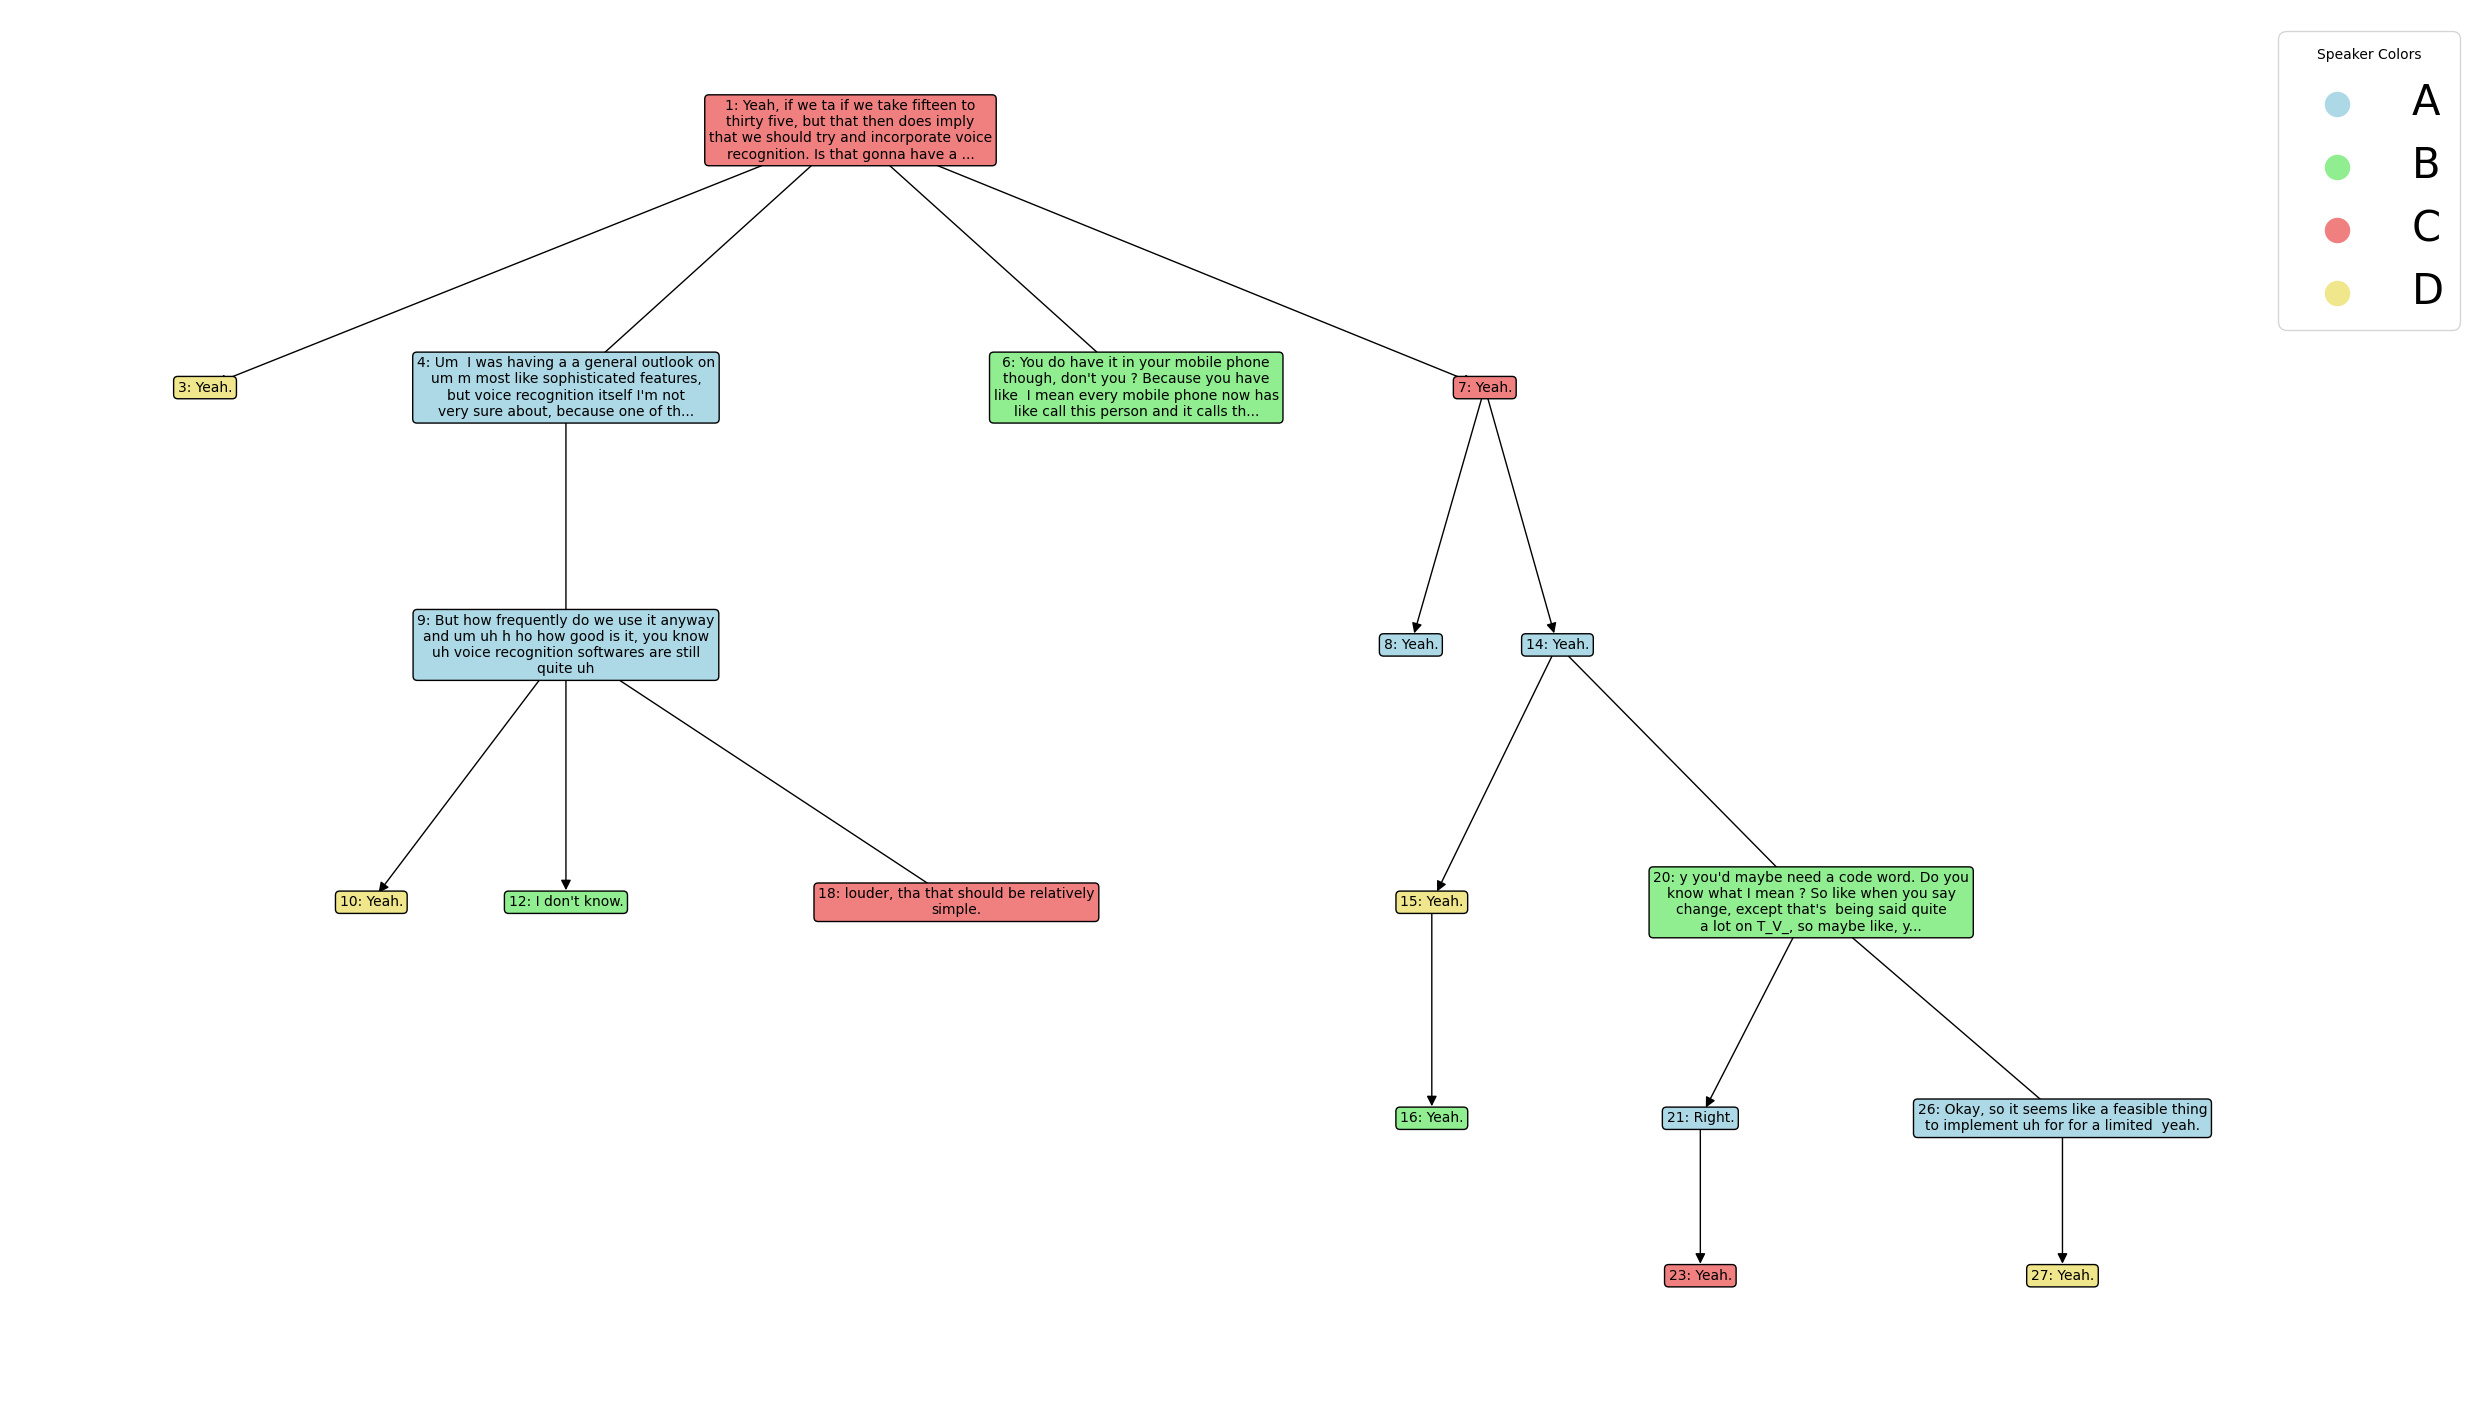 Speaker Colors
A
B
C
D
1: Yeah, if we ta if we take fifteen to
thirty five, but that then does imply
that we should try and incorporate voice
recognition. Is that gonna have a ...
3: Yeah.
4: Um  I was having a a general outlook on
um m most like sophisticated features,
but voice recognition itself I'm not
very sure about, because one of th...
6: You do have it in your mobile phone
though, don't you ? Because you have
like  I mean every mobile phone now has
like call this person and it calls th...
7: Yeah.
9: But how frequently do we use it anyway
and um uh h ho how good is it, you know
uh voice recognition softwares are still
quite uh
8: Yeah.
14: Yeah.
10: Yeah.
12: I don't know.
18: louder, tha that should be relatively
simple.
15: Yeah.
20: y you'd maybe need a code word. Do you
know what I mean ? So like when you say
change, except that's  being said quite
a lot on T_V_, so maybe like, y...
16: Yeah.
21: Right.
26: Okay, so it seems like a feasible thing
to implement uh for for a limited  yeah.
23: Yeah.
27: Yeah.